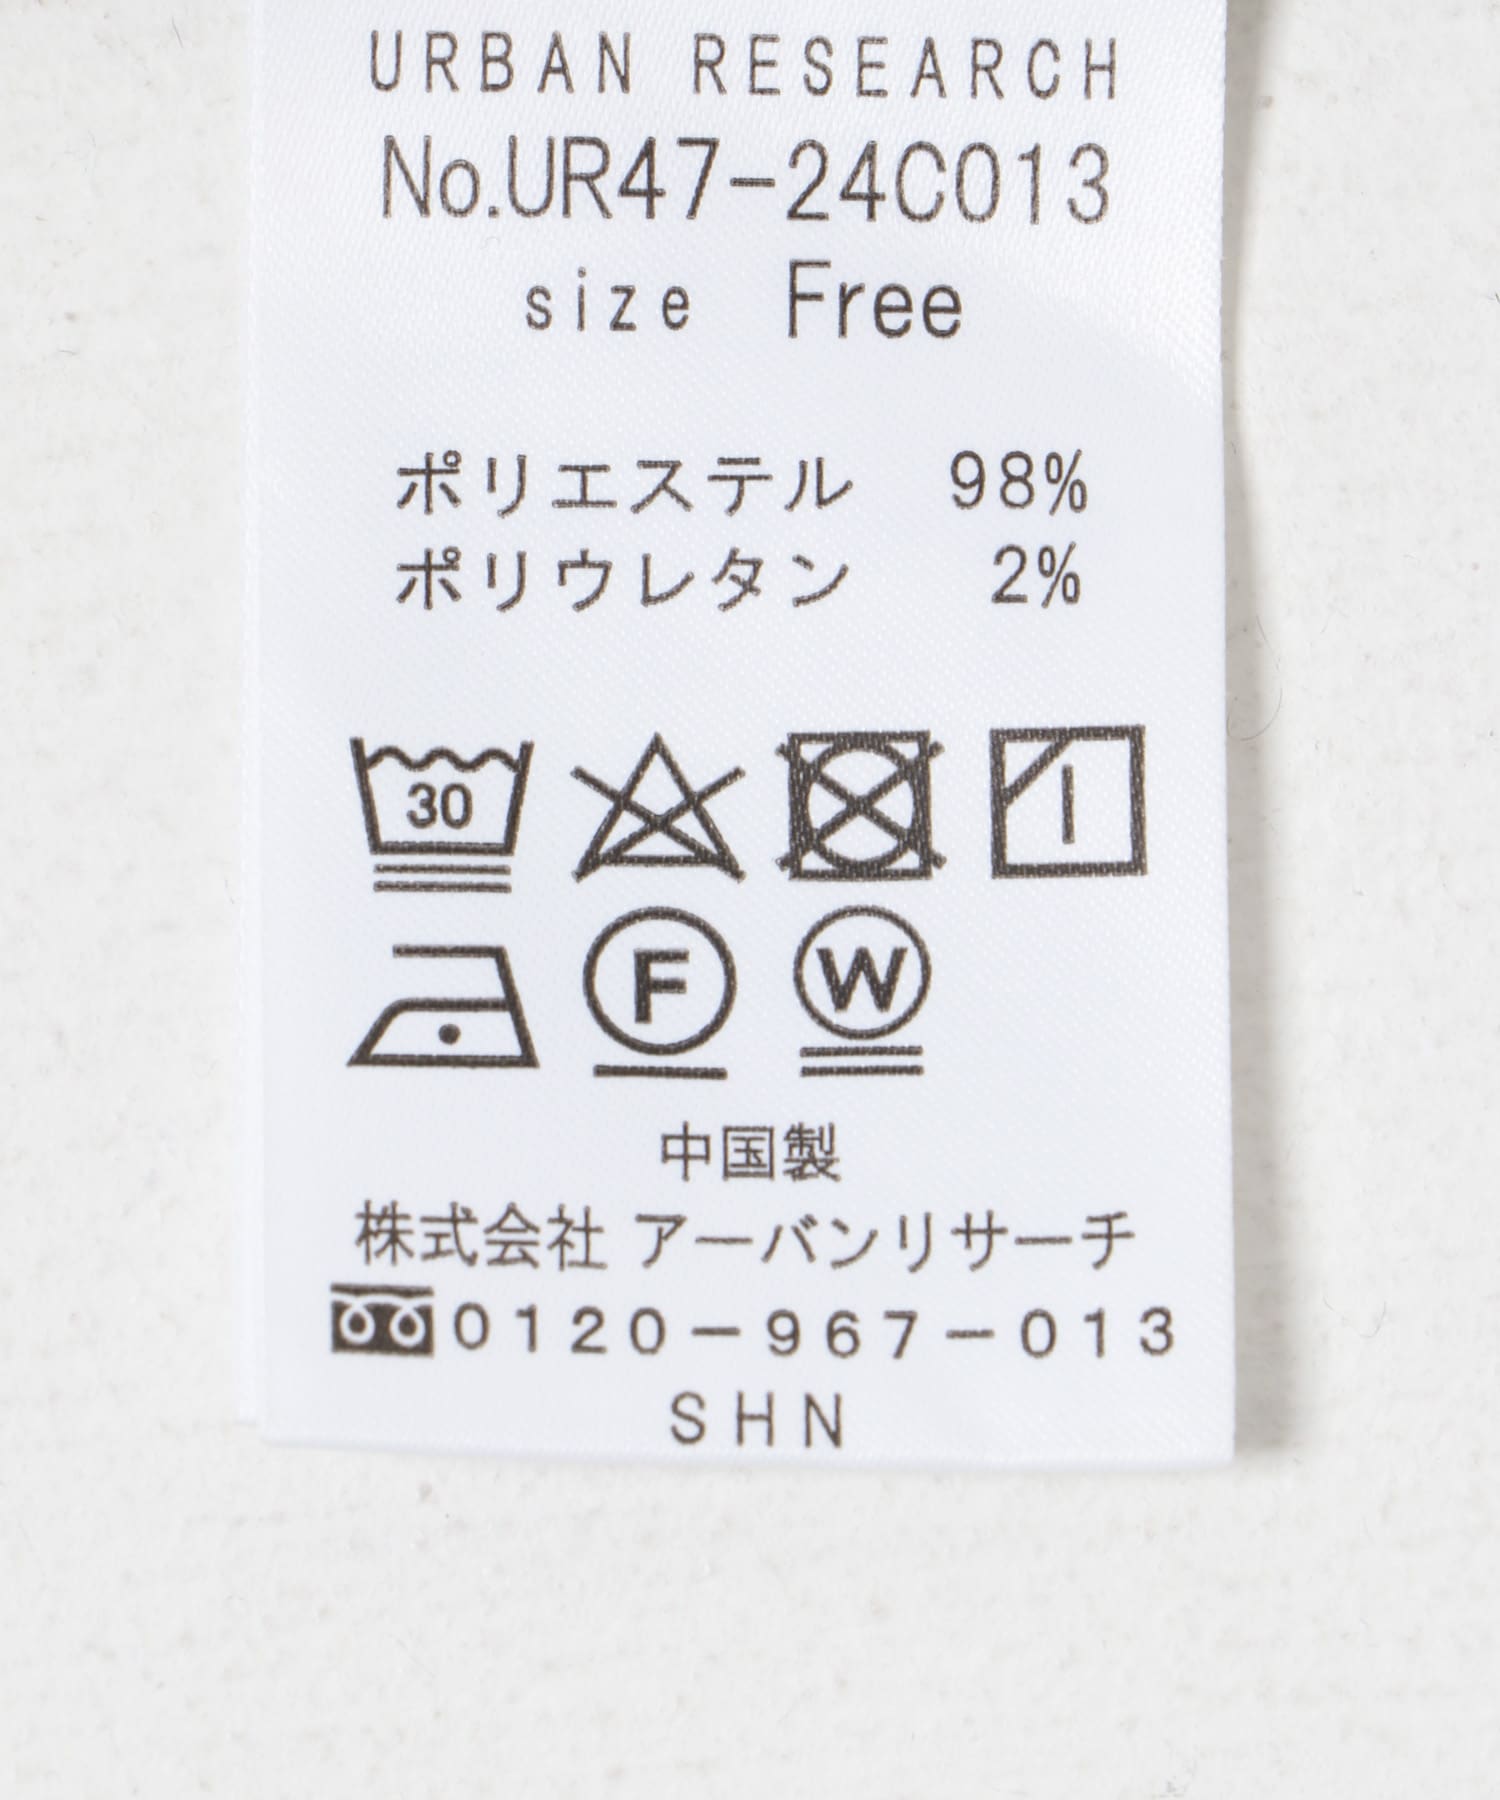 URBAN RESEARCH
No.UR47-24C013
size Free
ポリエステル 98%
ポリウレタン 2%
30
F W
中国製
株式会社 アーバンリサーチ
0120-967-013
SHN